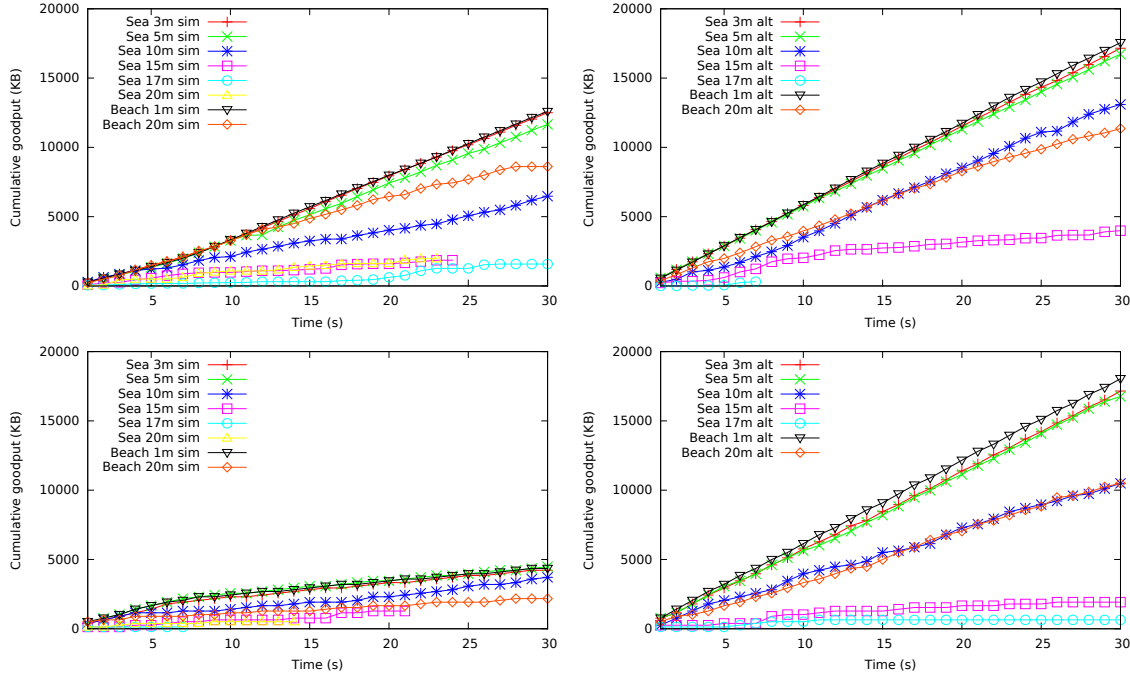 20000
15000
10000
5000
0
Cumulative goodput (KB)
Sea 3m sim
Sea 5m sim
Sea 10m sim
Sea 15m sim
Sea 17m sim
Sea 20m sim
Beach 1m sim
Beach 20m sim
5 10 15 20 25 30
Time (s)
20000
15000
10000
5000
0
Cumulative goodput (KB)
Sea 3m alt
Sea 5m alt
Sea 10m alt
Sea 15m alt
Sea 17m alt
Beach 1m alt
Beach 20m alt
5 10 15 20 25 30
Time (s)
20000
15000
10000
5000
0
Cumulative goodput (KB)
Sea 3m sim
Sea 5m sim
Sea 10m sim
Sea 15m sim
Sea 17m sim
Sea 20m sim
Beach 1m sim
Beach 20m sim
5 10 15 20 25 30
Time (s)
20000
15000
10000
5000
0
Cumulative goodput (KB)
Sea 3m alt
Sea 5m alt
Sea 10m alt
Sea 15m alt
Sea 17m alt
Beach 1m alt
Beach 20m alt
5 10 15 20 25 30
Time (s)